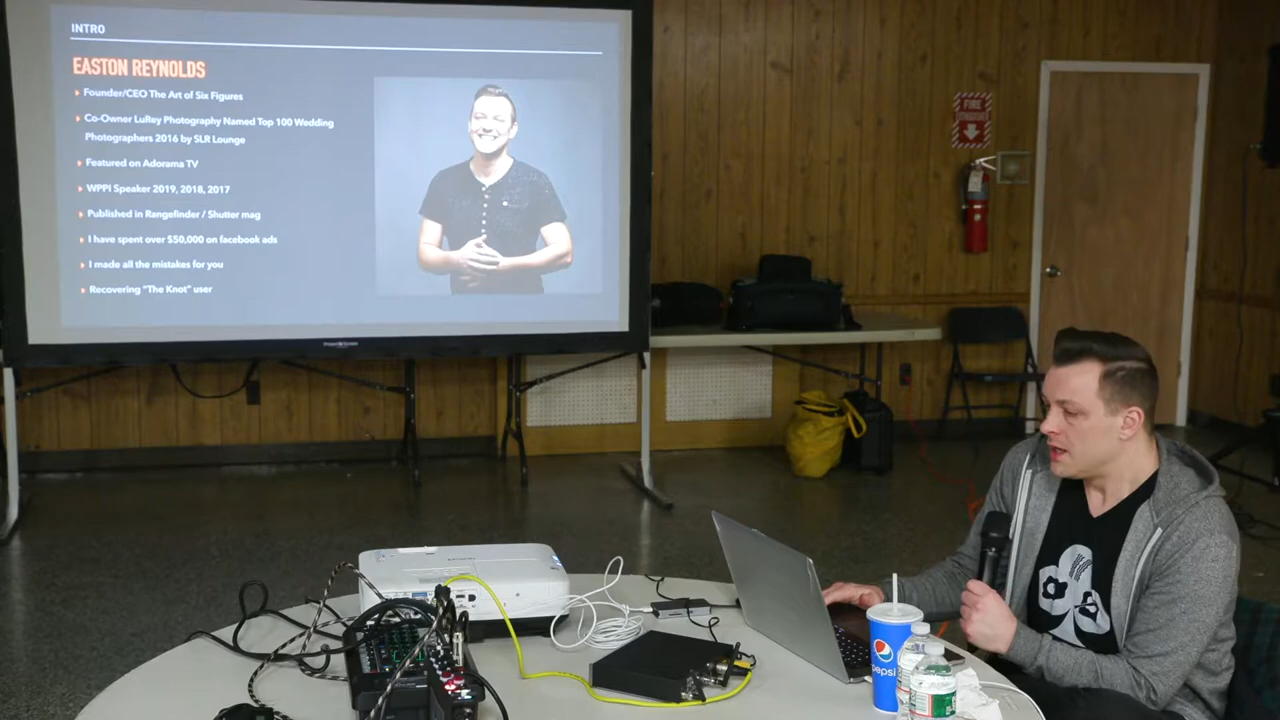 INTRO
EASTON REYNOLDS
Founder/CEO The Art of Six Figures
Co-Owner LuRey Photography Named Top 100 Wedding
Photographers 2016 by SLR Lounge
Featured on Adorama TV
WPPI Speaker 2019, 2018, 2017
Published in Rangefinder / Shutter mag
I have spent over $50,000 on facebook ads
I made all the mistakes for you
Recovering "The Knot" user
FIRE
pepsi